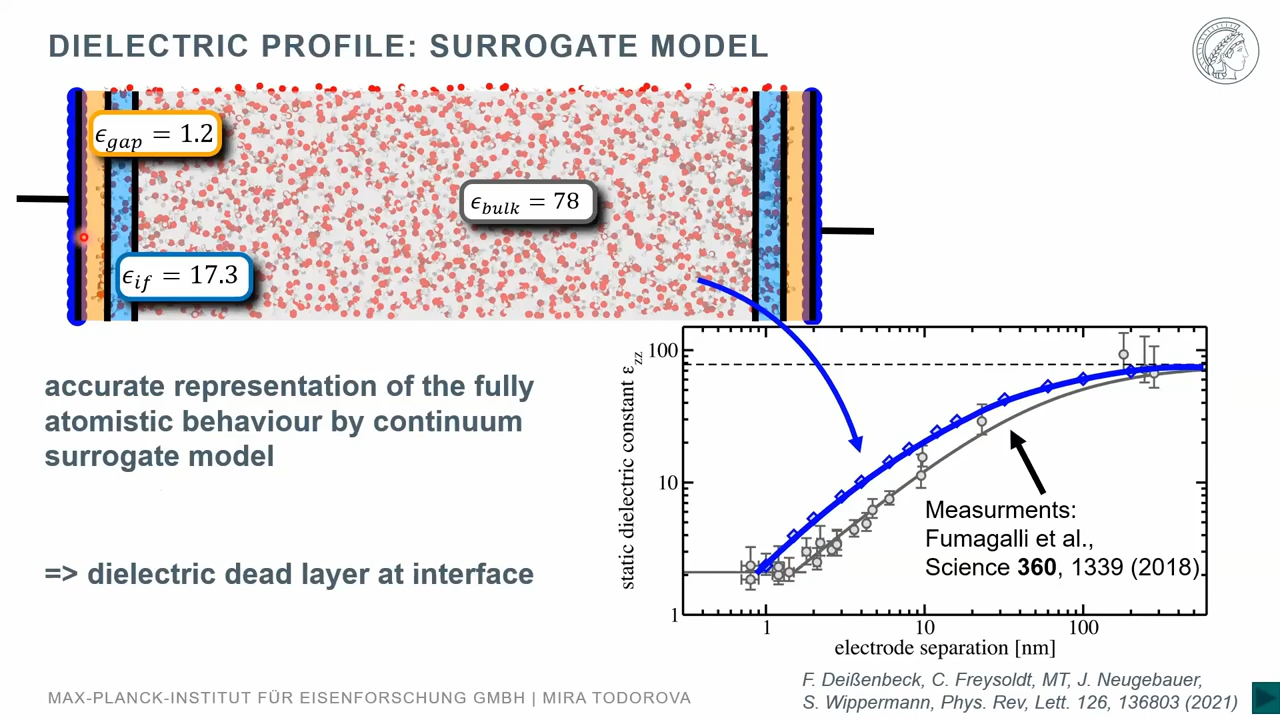 DIELECTRIC PROFILE: SURROGATE MODEL
ϵ_gap = 1.2
ϵ_bulk = 78
ϵ_if = 17.3
accurate representation of the fully
atomistic behaviour by continuum
surrogate model
=> dielectric dead layer at interface
static dielectric constant ε_zz
100
10
1
Measurments:
Fumagalli et al.,
Science 360, 1339 (2018)
1 10 100
electrode separation [nm]
F. Deißenbeck, C. Freysoldt, MT, J. Neugebauer,
S. Wippermann, Phys. Rev, Lett. 126, 136803 (2021)
MAX-PLANCK-INSTITUT FÜR EISENFORSCHUNG GMBH | MIRA TODOROVA